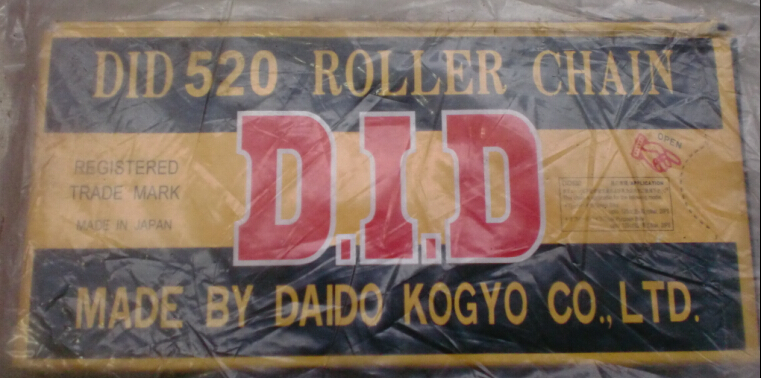 DID 520 ROLLER CHAIN
D.I.D
REGISTERED
TRADE MARK
MADE IN JAPAN
OPEN
MADE BY DAIDO KOGYO CO., LTD.